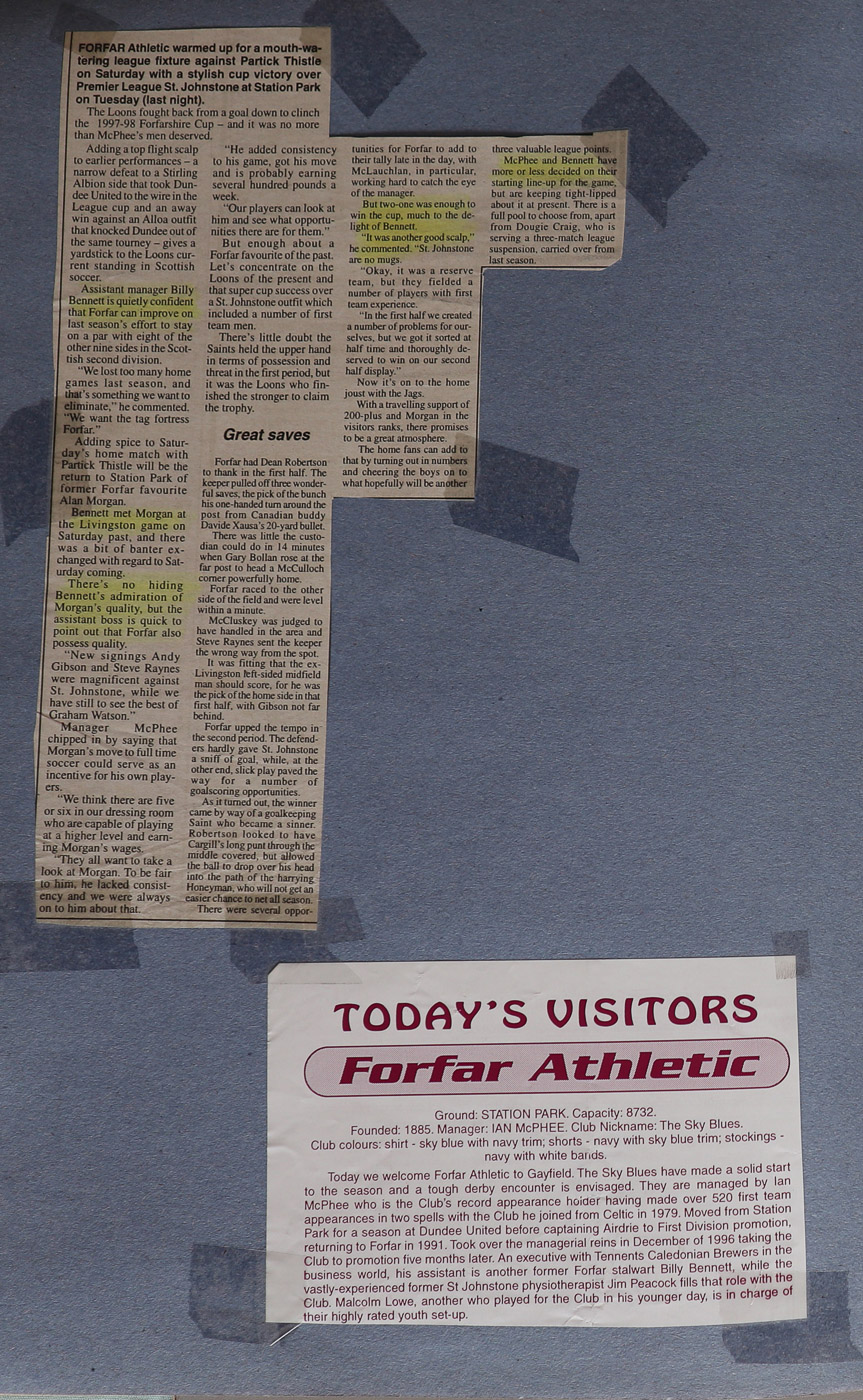 FORFAR Athletic warmed up for a mouth-wa-
tering league fixture against Partick Thistle
on Saturday with a stylish cup victory over
Premier League St. Johnstone at Station Park
on Tuesday (last night).
The Loons fought back from a goal down to clinch
the 1997-98 Forfarshire Cup – and it was no more
than McPhee's men deserved.
Adding a top flight scalp
to earlier performances – a
narrow defeat to a Stirling
Albion side that took Dun-
dee United to the wire in the
League cup and an away
win against an Alloa outfit
that knocked Dundee out of
the same tourney – gives a
yardstick to the Loons cur-
rent standing in Scottish
soccer.
Assistant manager Billy
Bennett is quietly confident
that Forfar can improve on
last season's effort to stay
on a par with eight of the
other nine sides in the Scot-
tish second division.
"We lost too many home
games last season, and
that's something we want to
eliminate," he commented.
"We want the tag fortress
Forfar."
Adding spice to Satur-
day's home match with
Partick Thistle will be the
return to Station Park of
former Forfar favourite
Alan Morgan.
Bennett met Morgan at
the Livingston game on
Saturday past, and there
was a bit of banter ex-
changed with regard to Sat-
urday coming.
There's no hiding
Bennett's admiration of
Morgan's quality, but the
assistant boss is quick to
point out that Forfar also
possess quality.
"New signings Andy
Gibson and Steve Raynes
were magnificent against
St. Johnstone, while we
have still to see the best of
Graham Watson."
Manager McPhee
chipped in by saying that
Morgan's move to full time
soccer could serve as an
incentive for his own play-
ers.
"We think there are five
or six in our dressing room
who are capable of playing
at a higher level and earn-
ing Morgan's wages.
"They all want to take a
look at Morgan. To be fair
to him, he lacked consist-
ency and we were always
on to him about that.
"He added consistency
to his game, got his move
and is probably earning
several hundred pounds a
week.
"Our players can look at
him and see what opportu-
nities there are for them."
But enough about a
Forfar favourite of the past.
Let's concentrate on the
Loons of the present and
that super cup success over
a St. Johnstone outfit which
included a number of first
team men.
There's little doubt the
Saints held the upper hand
in terms of possession and
threat in the first period, but
it was the Loons who fin-
ished the stronger to claim
the trophy.
Great saves
Forfar had Dean Robertson
to thank in the first half. The
keeper pulled off three wonder-
ful saves, the pick of the bunch
his one-handed turn around the
post from Canadian buddy
Davide Xausa's 20-yard bullet.
There was little the custo-
dian could do in 14 minutes
when Gary Bollan rose at the
far post to head a McCulloch
corner powerfully home.
Forfar raced to the other
side of the field and were level
within a minute.
McCluskey was judged to
have handled in the area and
Steve Raynes sent the keeper
the wrong way from the spot.
It was fitting that the ex-
Livingston left-sided midfield
man should score, for he was
the pick of the home side in that
first half, with Gibson not far
behind.
Forfar upped the tempo in
the second period. The defend-
ers hardly gave St. Johnstone
a sniff of goal, while, at the
other end, slick play paved the
way for a number of
goalscoring opportunities.
As it turned out, the winner
came by way of a goalkeeping
Saint who became a sinner.
Robertson looked to have
Cargill's long punt through the
middle covered, but allowed
the ball to drop over his head
into the path of the harrying
Honeyman, who will not get an
easier chance to net all season.
There were several oppor-
tunities for Forfar to add to
their tally late in the day, with
McLauchlan, in particular,
working hard to catch the eye
of the manager.
But two-one was enough to
win the cup, much to the de-
light of Bennett.
"It was another good scalp,"
he commented. "St. Johnstone
are no mugs.
"Okay, it was a reserve
team, but they fielded a
number of players with first
team experience.
"In the first half we created
a number of problems for our-
selves, but we got it sorted at
half time and thoroughly de-
served to win on our second
half display."
Now it's on to the home
joust with the Jags.
With a travelling support of
200-plus and Morgan in the
visitors ranks, there promises
to be a great atmosphere.
The home fans can add to
that by turning out in numbers
and cheering the boys on to
what hopefully will be another
three valuable league points.
McPhee and Bennett have
more or less decided on their
starting line-up for the game,
but are keeping tight-lipped
about it at present. There is a
full pool to choose from, apart
from Dougie Craig, who is
serving a three-match league
suspension, carried over from
last season.
TODAY'S VISITORS
Forfar Athletic
Ground: STATION PARK. Capacity: 8732.
Founded: 1885. Manager: IAN McPHEE. Club Nickname: The Sky Blues.
Club colours: shirt - sky blue with navy trim; shorts - navy with sky blue trim; stockings -
navy with white bands.
Today we welcome Forfar Athletic to Gayfield. The Sky Blues have made a solid start
to the season and a tough derby encounter is envisaged. They are managed by Ian
McPhee who is the Club's record appearance holder having made over 520 first team
appearances in two spells with the Club he joined from Celtic in 1979. Moved from Station
Park for a season at Dundee United before captaining Airdrie to First Division promotion,
returning to Forfar in 1991. Took over the managerial reins in December of 1996 taking the
Club to promotion five months later. An executive with Tennents Caledonian Brewers in the
business world, his assistant is another former Forfar stalwart Billy Bennett, while the
vastly-experienced former St Johnstone physiotherapist Jim Peacock fills that role with the
Club. Malcolm Lowe, another who played for the Club in his younger day, is in charge of
their highly rated youth set-up.